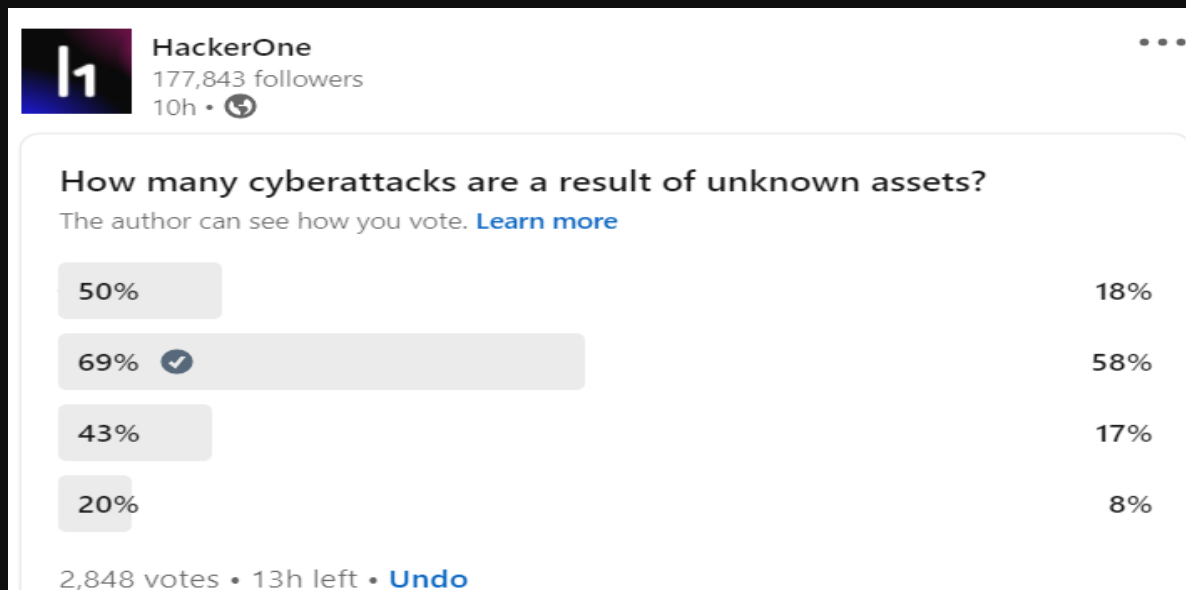 h1
HackerOne
177,843 followers
10h •
How many cyberattacks are a result of unknown assets?
The author can see how you vote. Learn more
50% 18%
69% 58%
43% 17%
20% 8%
2,848 votes • 13h left • Undo